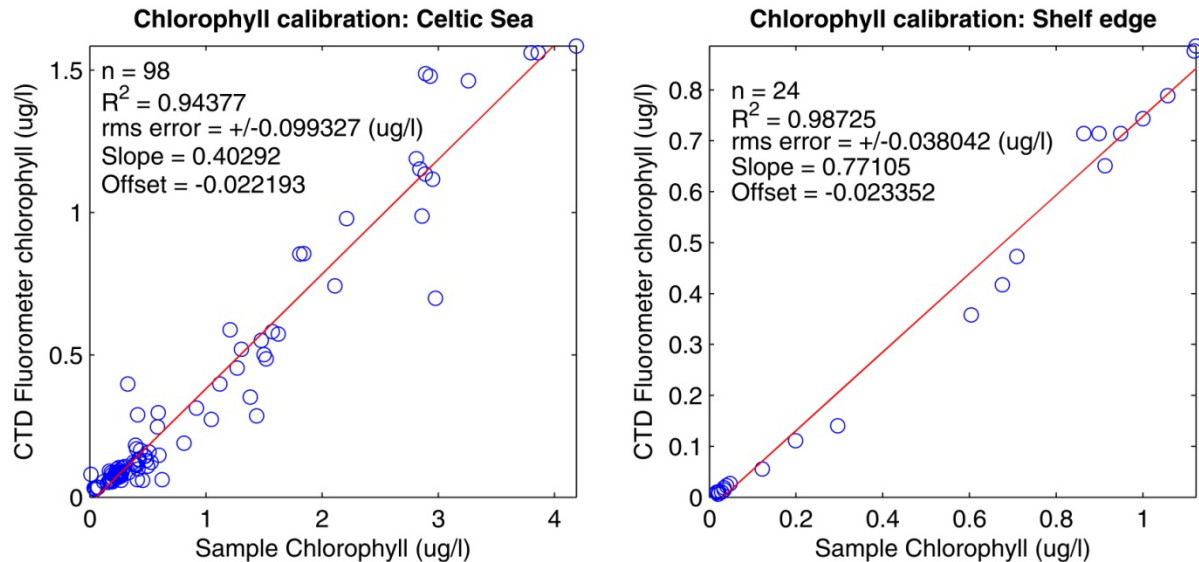 Chlorophyll calibration: Celtic Sea
n = 98
R² = 0.94377
rms error = +/-0.099327 (ug/l)
Slope = 0.40292
Offset = -0.022193
CTD Fluorometer chlorophyll (ug/l)
1.5
1
0.5
0
0 1 2 3 4
Sample Chlorophyll (ug/l)
Chlorophyll calibration: Shelf edge
n = 24
R² = 0.98725
rms error = +/-0.038042 (ug/l)
Slope = 0.77105
Offset = -0.023352
CTD Fluorometer chlorophyll (ug/l)
0.8
0.7
0.6
0.5
0.4
0.3
0.2
0.1
0
0 0.2 0.4 0.6 0.8 1
Sample Chlorophyll (ug/l)